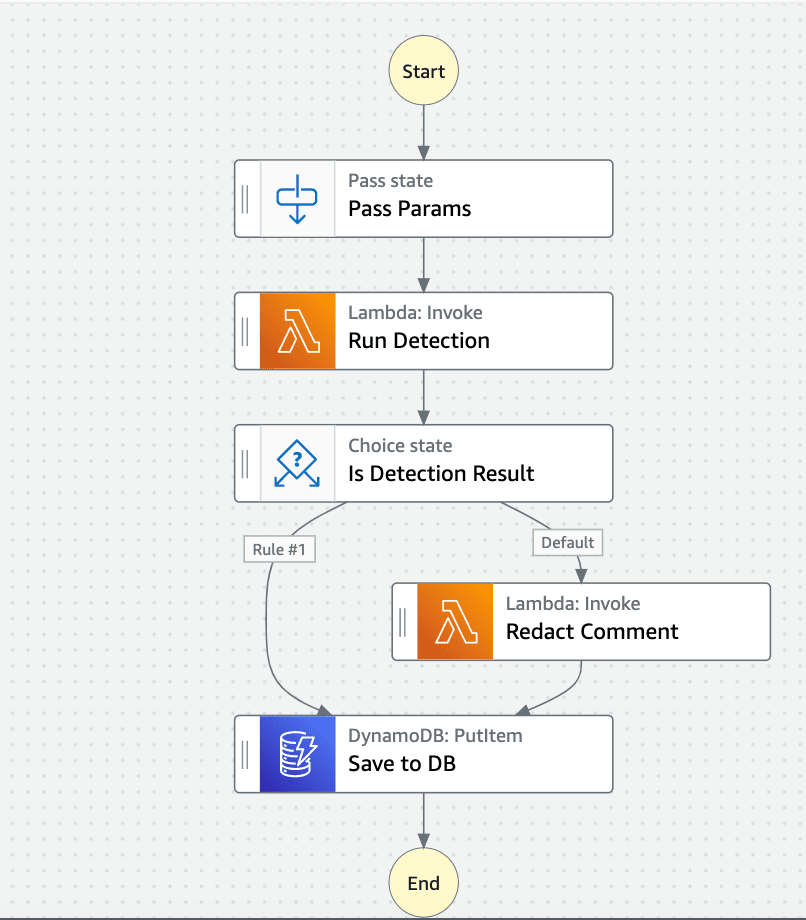 Start
Pass state
Pass Params
Lambda: Invoke
Run Detection
Choice state
Is Detection Result
Rule #1
Default
Lambda: Invoke
Redact Comment
DynamoDB: PutItem
Save to DB
End